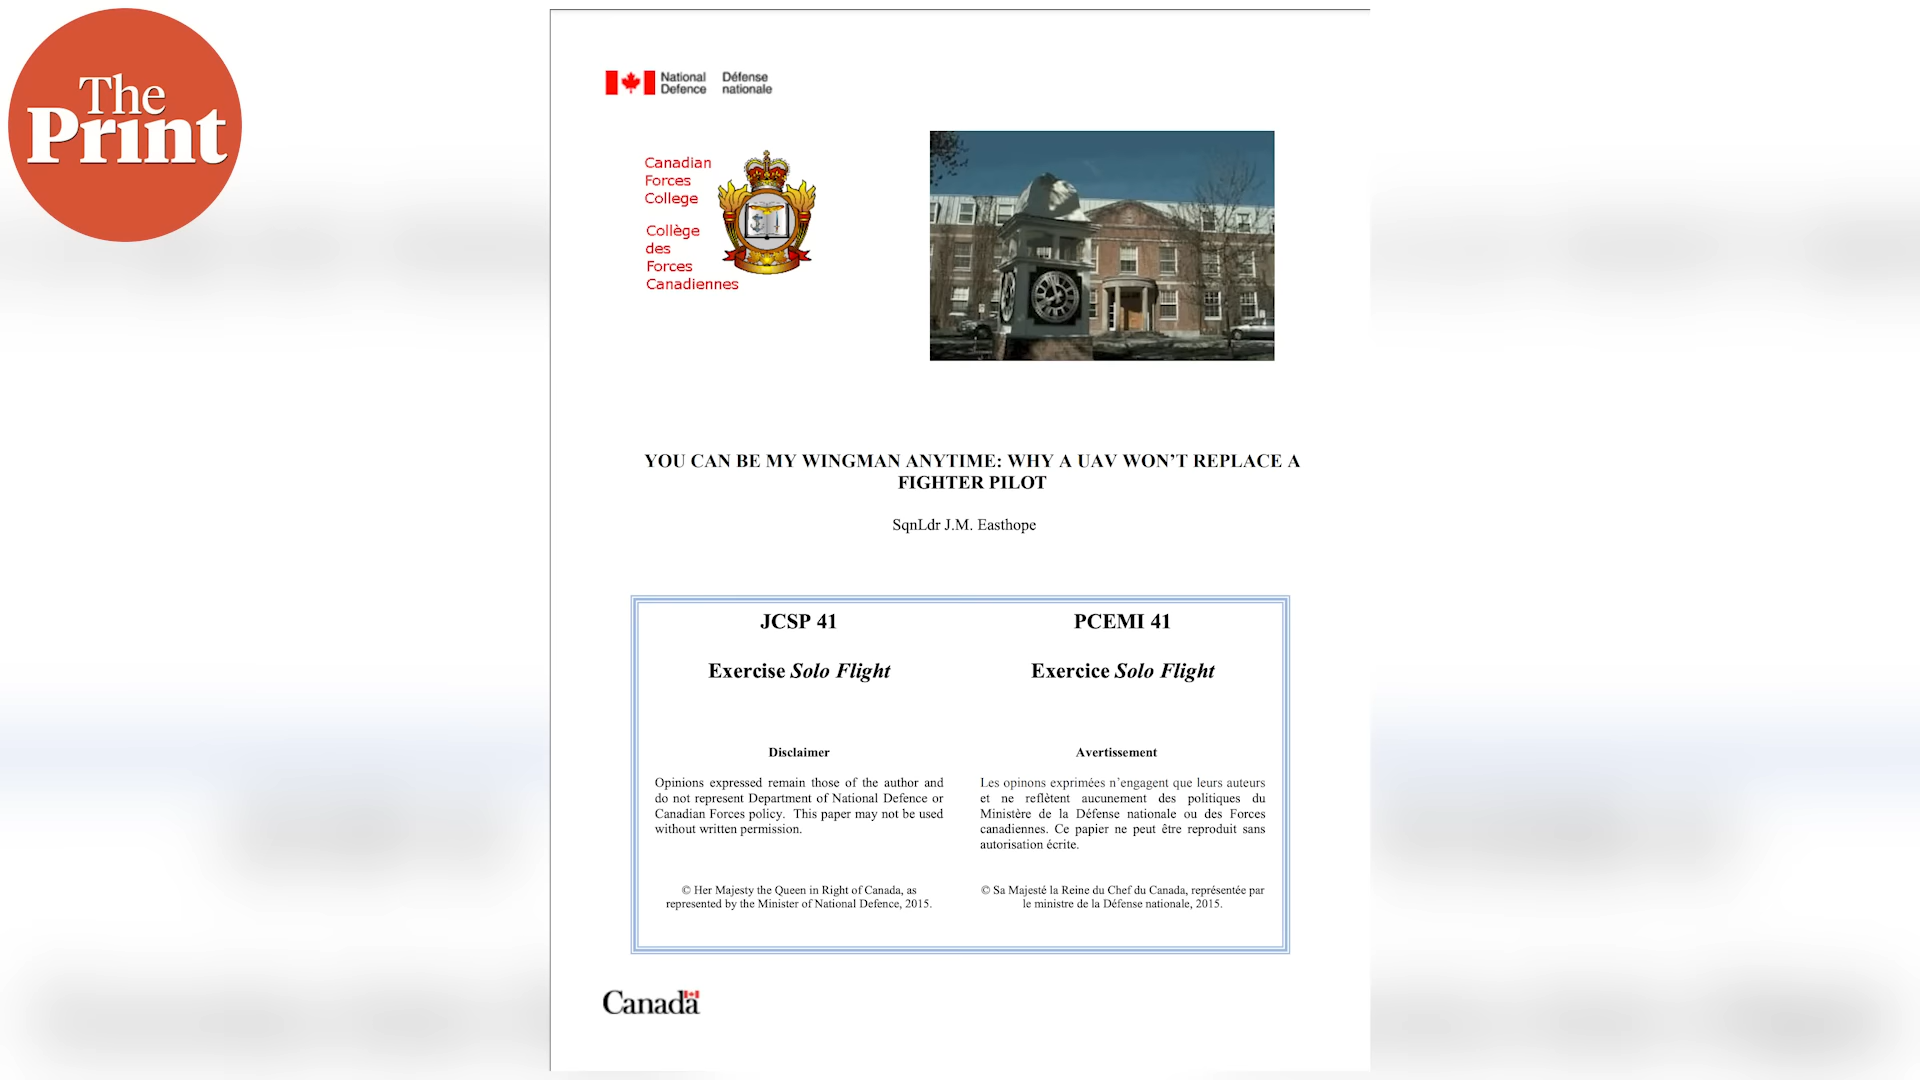 The
Print
National
Defence
Défense
nationale
Canadian
Forces
College
Collège
des
Forces
Canadiennes
YOU CAN BE MY WINGMAN ANYTIME: WHY A UAV WON’T REPLACE A
FIGHTER PILOT
SqnLdr J.M. Easthope
JCSP 41
Exercise Solo Flight
Disclaimer
Opinions expressed remain those of the author and
do not represent Department of National Defence or
Canadian Forces policy. This paper may not be used
without written permission.
© Her Majesty the Queen in Right of Canada, as
represented by the Minister of National Defence, 2015.
PCEMI 41
Exercice Solo Flight
Avertissement
Les opinons exprimées n’engagent que leurs auteurs
et ne reflètent aucunement des politiques du
Ministère de la Défense nationale ou des Forces
canadiennes. Ce papier ne peut être reproduit sans
autorisation écrite.
© Sa Majesté la Reine du Chef du Canada, représentée par
le ministre de la Défense nationale, 2015.
Canada